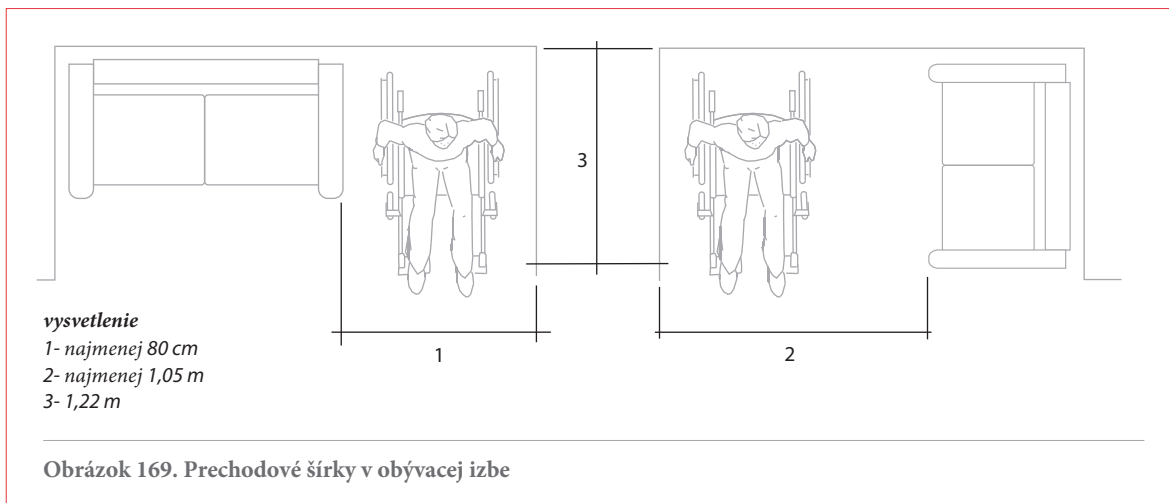 3
1
2
vysvetlenie
1- najmenej 80 cm
2- najmenej 1,05 m
3- 1,22 m
Obrázok 169. Prechodové šírky v obývacej izbe